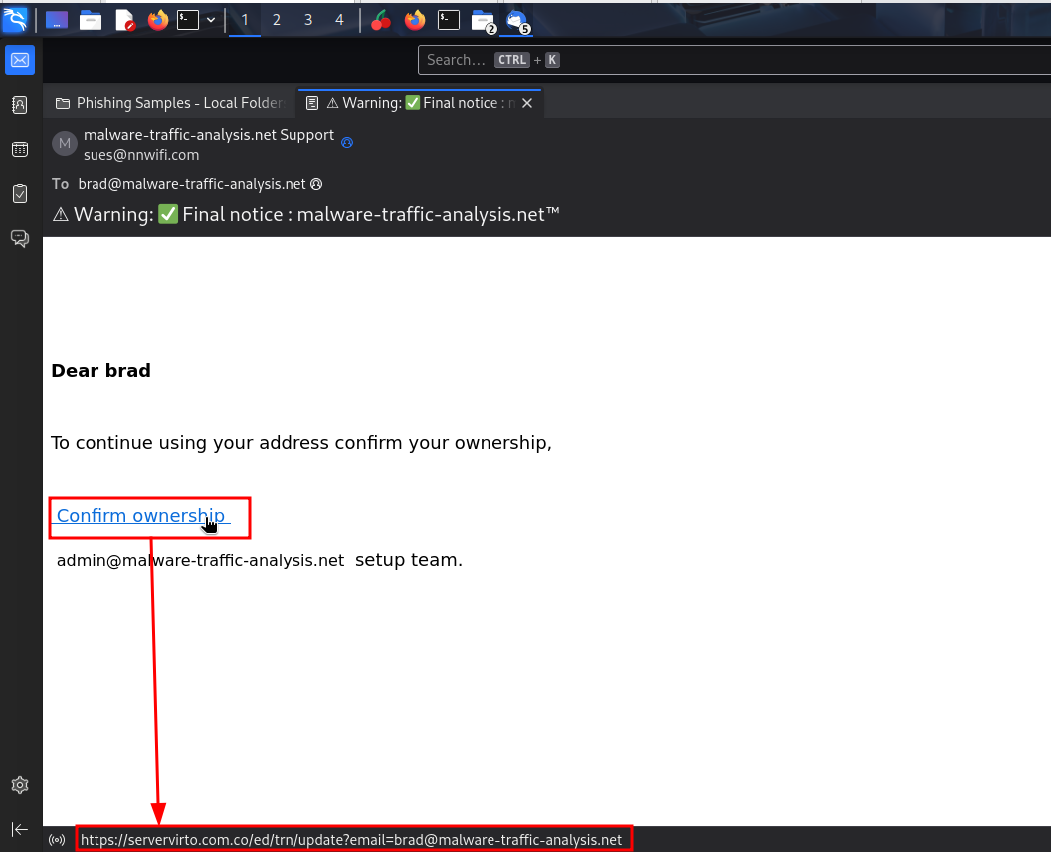 1 2 3 4 2 5
Search… CTRL + K
Phishing Samples - Local Folder ⚠ Warning: ✅ Final notice :
M malware-traffic-analysis.net Support
sues@nnwifi.com
To brad@malware-traffic-analysis.net
⚠ Warning: ✅ Final notice : malware-traffic-analysis.net™
Dear brad
To continue using your address confirm your ownership,
Confirm ownership
admin@malware-traffic-analysis.net setup team.
https://servervirto.com.co/ed/trn/update?email=brad@malware-traffic-analysis.net